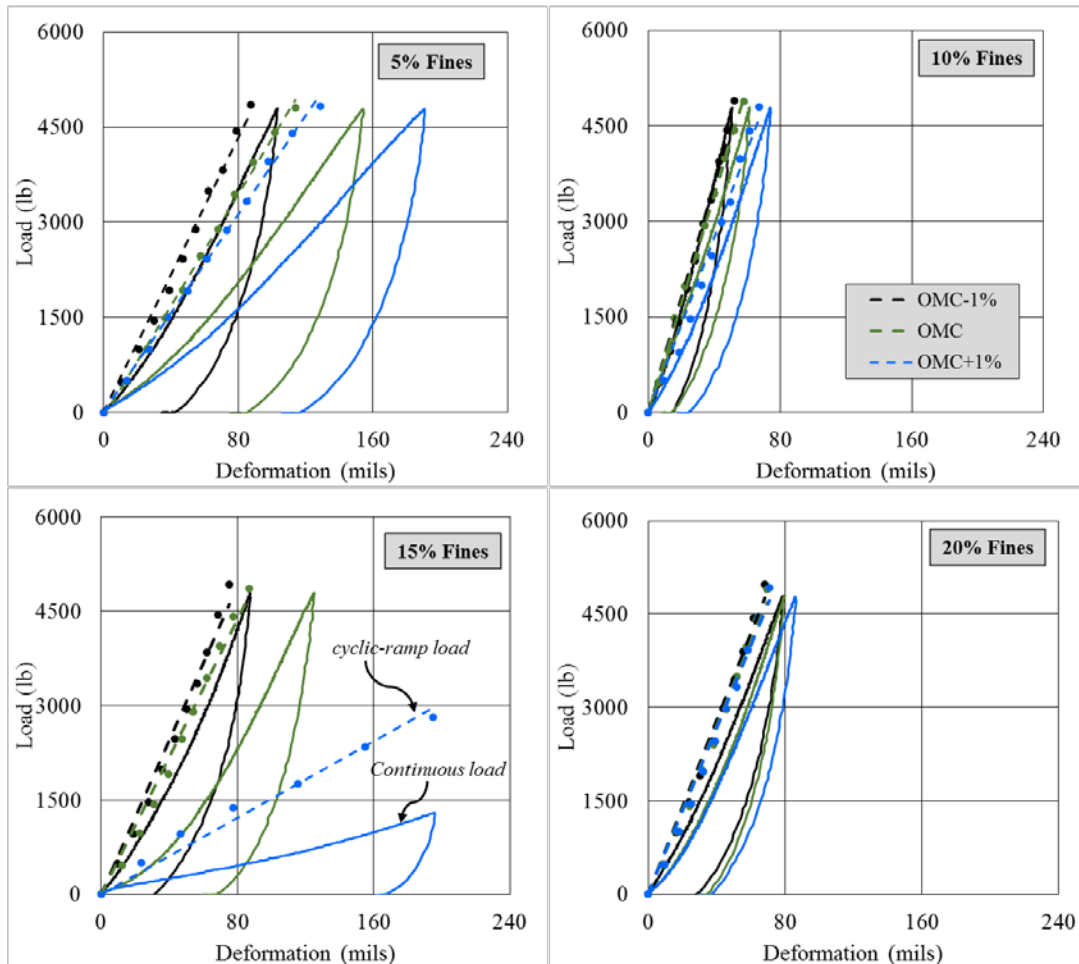 6000
4500
3000
1500
0
Load (lb)
5% Fines
0 80 160 240
Deformation (mils)
6000
4500
3000
1500
0
Load (lb)
10% Fines
OMC-1%
OMC
OMC+1%
0 80 160 240
Deformation (mils)
6000
4500
3000
1500
0
Load (lb)
15% Fines
cyclic-ramp load
Continuous load
0 80 160 240
Deformation (mils)
6000
4500
3000
1500
0
Load (lb)
20% Fines
0 80 160 240
Deformation (mils)